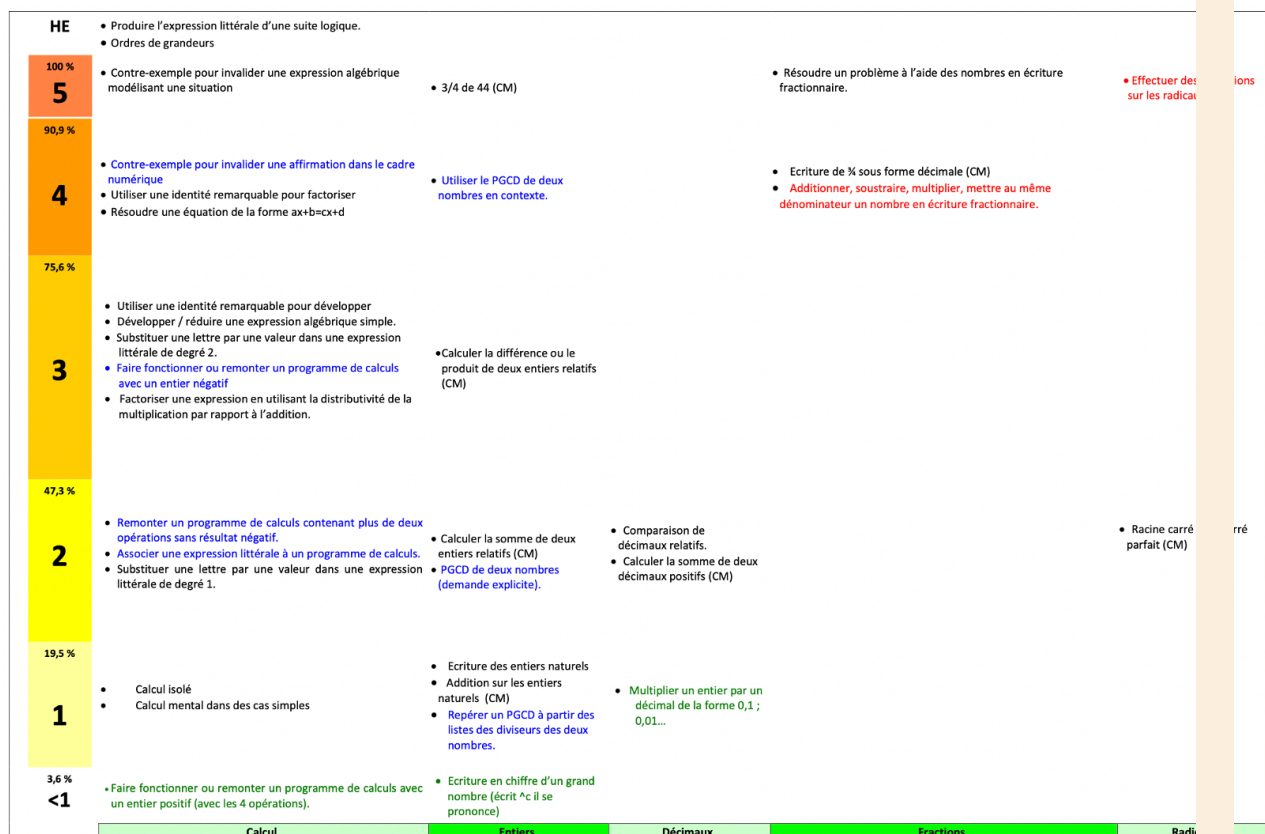 HE
• Produire l’expression littérale d’une suite logique.
• Ordres de grandeurs
100 %
5
• Contre-exemple pour invalider une expression algébrique
modélisant une situation
• 3/4 de 44 (CM)
• Résoudre un problème à l’aide des nombres en écriture
fractionnaire.
• Effectuer des ions
sur les radicau
90,9 %
4
• Contre-exemple pour invalider une affirmation dans le cadre
numérique
• Utiliser une identité remarquable pour factoriser
• Résoudre une équation de la forme ax+b=cx+d
• Utiliser le PGCD de deux
nombres en contexte.
• Ecriture de ¾ sous forme décimale (CM)
• Additionner, soustraire, multiplier, mettre au même
dénominateur un nombre en écriture fractionnaire.
75,6 %
3
• Utiliser une identité remarquable pour développer
• Développer / réduire une expression algébrique simple.
• Substituer une lettre par une valeur dans une expression
littérale de degré 2.
• Faire fonctionner ou remonter un programme de calculs
avec un entier négatif
• Factoriser une expression en utilisant la distributivité de la
multiplication par rapport à l’addition.
•Calculer la différence ou le
produit de deux entiers relatifs
(CM)
47,3 %
2
• Remonter un programme de calculs contenant plus de deux
opérations sans résultat négatif.
• Associer une expression littérale à un programme de calculs.
• Substituer une lettre par une valeur dans une expression
littérale de degré 1.
• Calculer la somme de deux
entiers relatifs (CM)
• PGCD de deux nombres
(demande explicite).
• Comparaison de
décimaux relatifs.
• Calculer la somme de deux
décimaux positifs (CM)
• Racine carré rré
parfait (CM)
19,5 %
1
• Calcul isolé
• Calcul mental dans des cas simples
• Ecriture des entiers naturels
• Addition sur les entiers
naturels (CM)
• Repérer un PGCD à partir des
listes des diviseurs des deux
nombres.
• Multiplier un entier par un
décimal de la forme 0,1 ;
0,01...
3,6 %
<1
• Faire fonctionner ou remonter un programme de calculs avec
un entier positif (avec les 4 opérations).
• Ecriture en chiffre d’un grand
nombre (écrit ^c il se
prononce)
Calcul Entiers Décimaux Fractions Radi